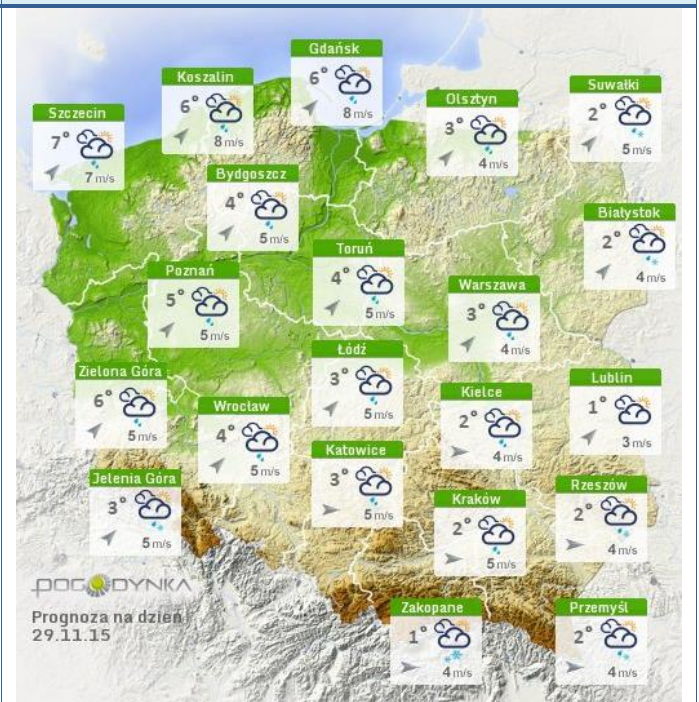 Gdańsk
6°
8 m/s
Koszalin
6°
8 m/s
Suwałki
2°
5 m/s
Olsztyn
3°
4 m/s
Szczecin
7°
7 m/s
Bydgoszcz
4°
5 m/s
Białystok
2°
4 m/s
Toruń
4°
5 m/s
Poznań
5°
5 m/s
Warszawa
3°
4 m/s
Łódź
3°
5 m/s
Zielona Góra
6°
5 m/s
Lublin
1°
3 m/s
Kielce
2°
4 m/s
Wrocław
4°
5 m/s
Katowice
3°
5 m/s
Jelenia Góra
3°
5 m/s
Rzeszów
2°
4 m/s
Kraków
2°
5 m/s
POGODYNKA
Prognoza na dzień
29.11.15
Zakopane
1°
4 m/s
Przemyśl
2°
4 m/s